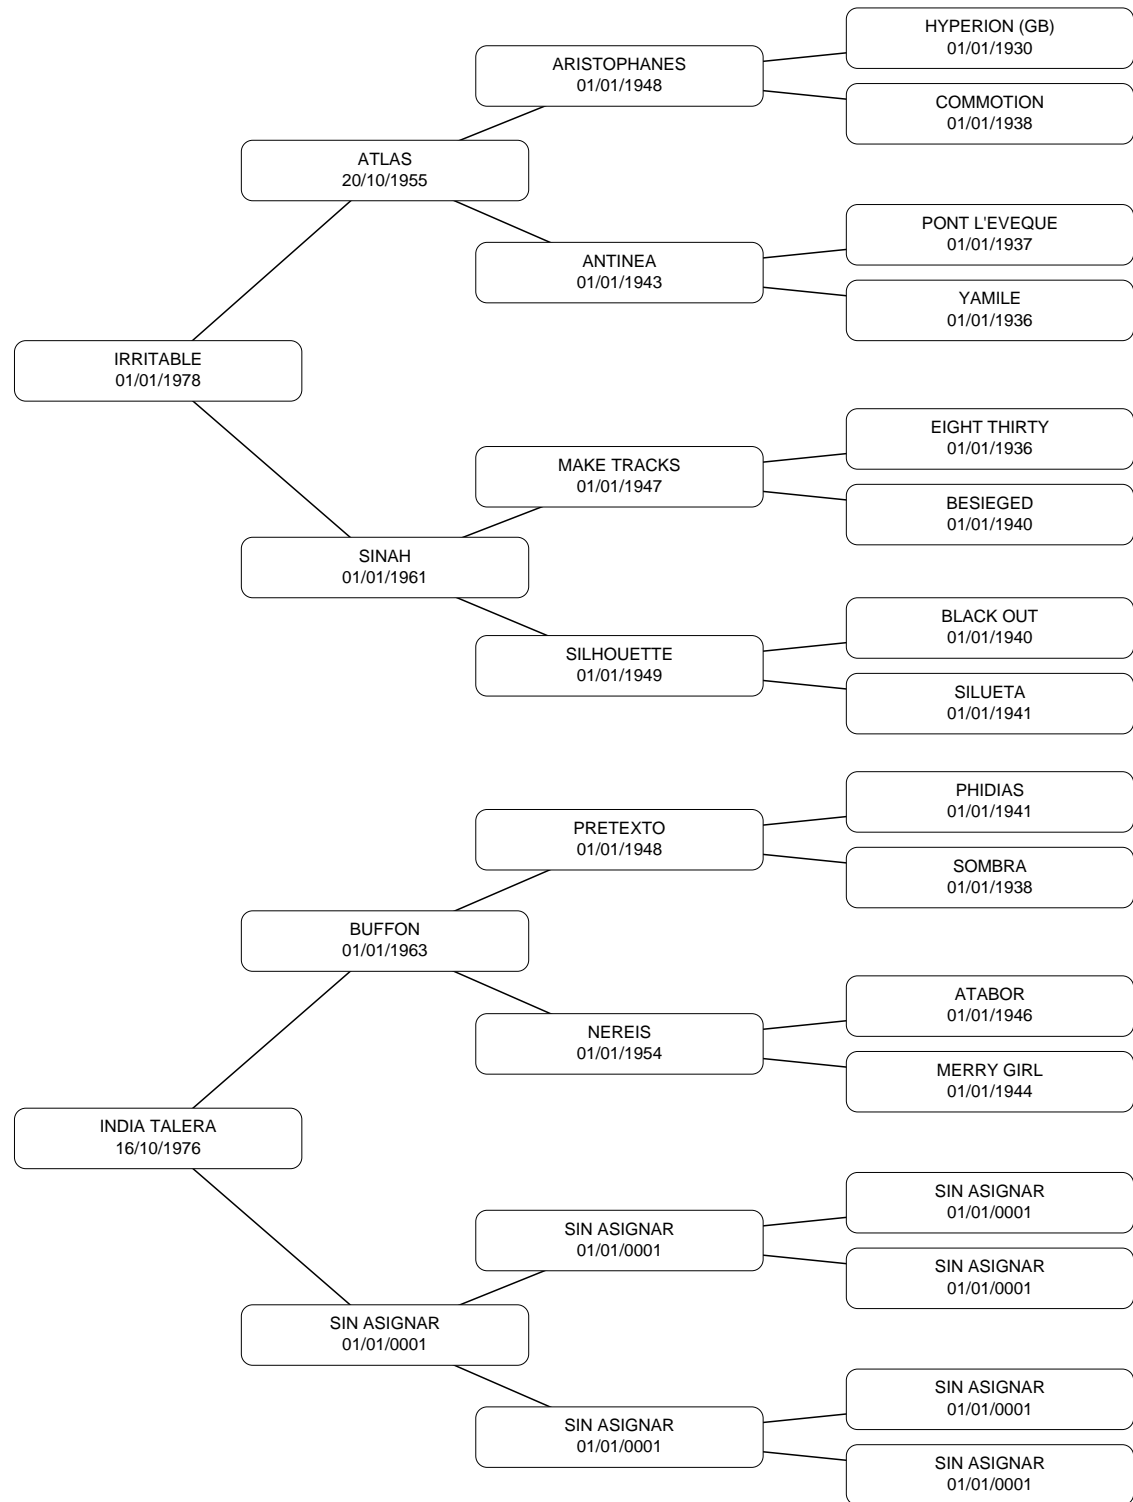 HYPERION (GB)
01/01/1930
ARISTOPHANES
01/01/1948
COMMOTION
01/01/1938
ATLAS
20/10/1955
PONT L'EVEQUE
01/01/1937
ANTINEA
01/01/1943
YAMILE
01/01/1936
IRRITABLE
01/01/1978
EIGHT THIRTY
01/01/1936
MAKE TRACKS
01/01/1947
BESIEGED
01/01/1940
SINAH
01/01/1961
BLACK OUT
01/01/1940
SILHOUETTE
01/01/1949
SILUETA
01/01/1941
PHIDIAS
01/01/1941
PRETEXTO
01/01/1948
SOMBRA
01/01/1938
BUFFON
01/01/1963
ATABOR
01/01/1946
NEREIS
01/01/1954
MERRY GIRL
01/01/1944
INDIA TALERA
16/10/1976
SIN ASIGNAR
01/01/0001
SIN ASIGNAR
01/01/0001
SIN ASIGNAR
01/01/0001
SIN ASIGNAR
01/01/0001
SIN ASIGNAR
01/01/0001
SIN ASIGNAR
01/01/0001
SIN ASIGNAR
01/01/0001